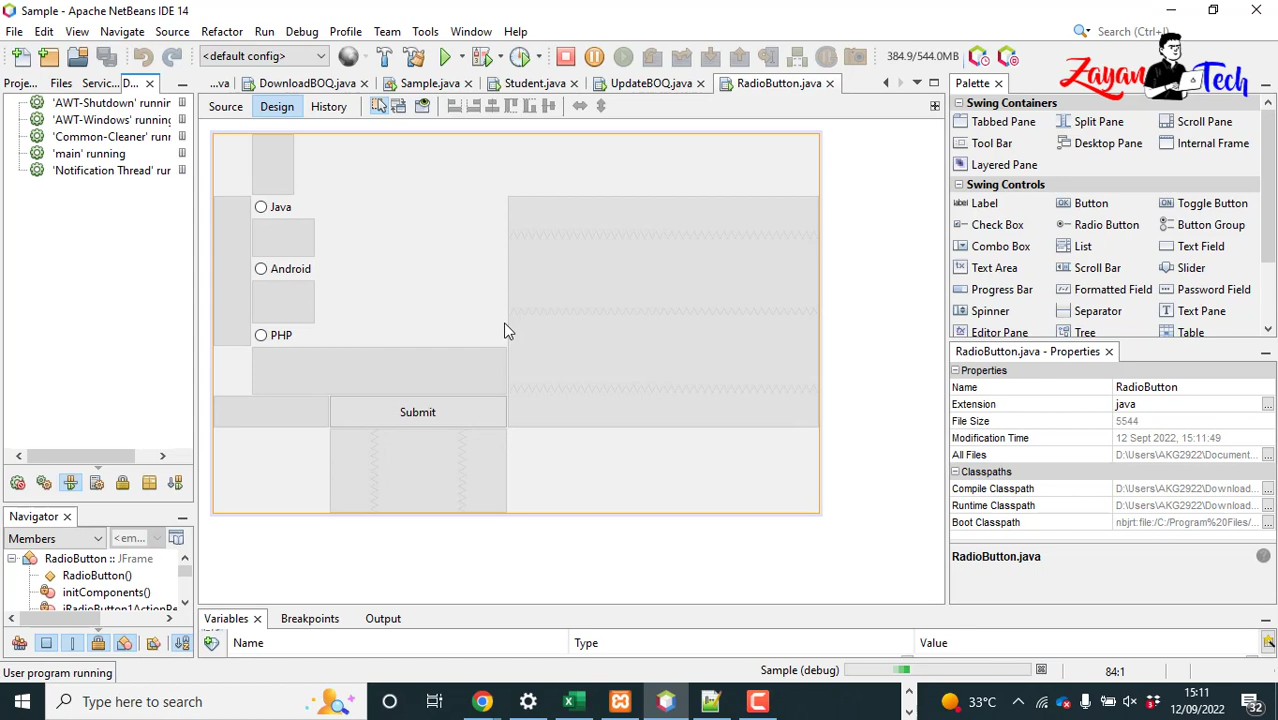 Sample - Apache NetBeans IDE 14
File Edit View Navigate Source Refactor Run Debug Profile Team Tools Student Window Help
Search (Ctrl+I)
<default config>
384.9/544.0MB
Zayan Tech
Proje... Files Servic... D...
...va DownloadBOQ.java Sample.java Student.java UpdateBOQ.java RadioButton.java
Palette
Source Design History
'AWT-Shutdown' runnir
'AWT-Windows' running
'Common-Cleaner' runn
'main' running
'Notification Thread' rur
Java
Android
PHP
Submit
Swing Containers
Tabbed Pane Split Pane Scroll Pane
Tool Bar Desktop Pane Internal Frame
Layered Pane
Swing Controls
label Label OK Button ON Toggle Button
Check Box Radio Button Button Group
Combo Box List Text Field
Text Area Scroll Bar Slider
Progress Bar Formatted Field Password Field
Spinner Separator Text Pane
Editor Pane Tree Table
RadioButton.java - Properties
Properties
Name RadioButton
Extension java
File Size 5544
Modification Time 12 Sept 2022, 15:11:49
All Files D:\Users\AKG2922\Document...
Classpaths
Compile Classpath D:\Users\AKG2922\Download...
Runtime Classpath D:\Users\AKG2922\Download...
Boot Classpath nbjrt:file:/C:/Program%20Files/...
RadioButton.java
Navigator
Members <em...
RadioButton :: JFrame
RadioButton()
initComponents()
jRadioButton1ActionPe
Variables Breakpoints Output
Name Type Value
User program running
Sample (debug)
84:1
Type here to search
33°C
15:11
12/09/2022
32